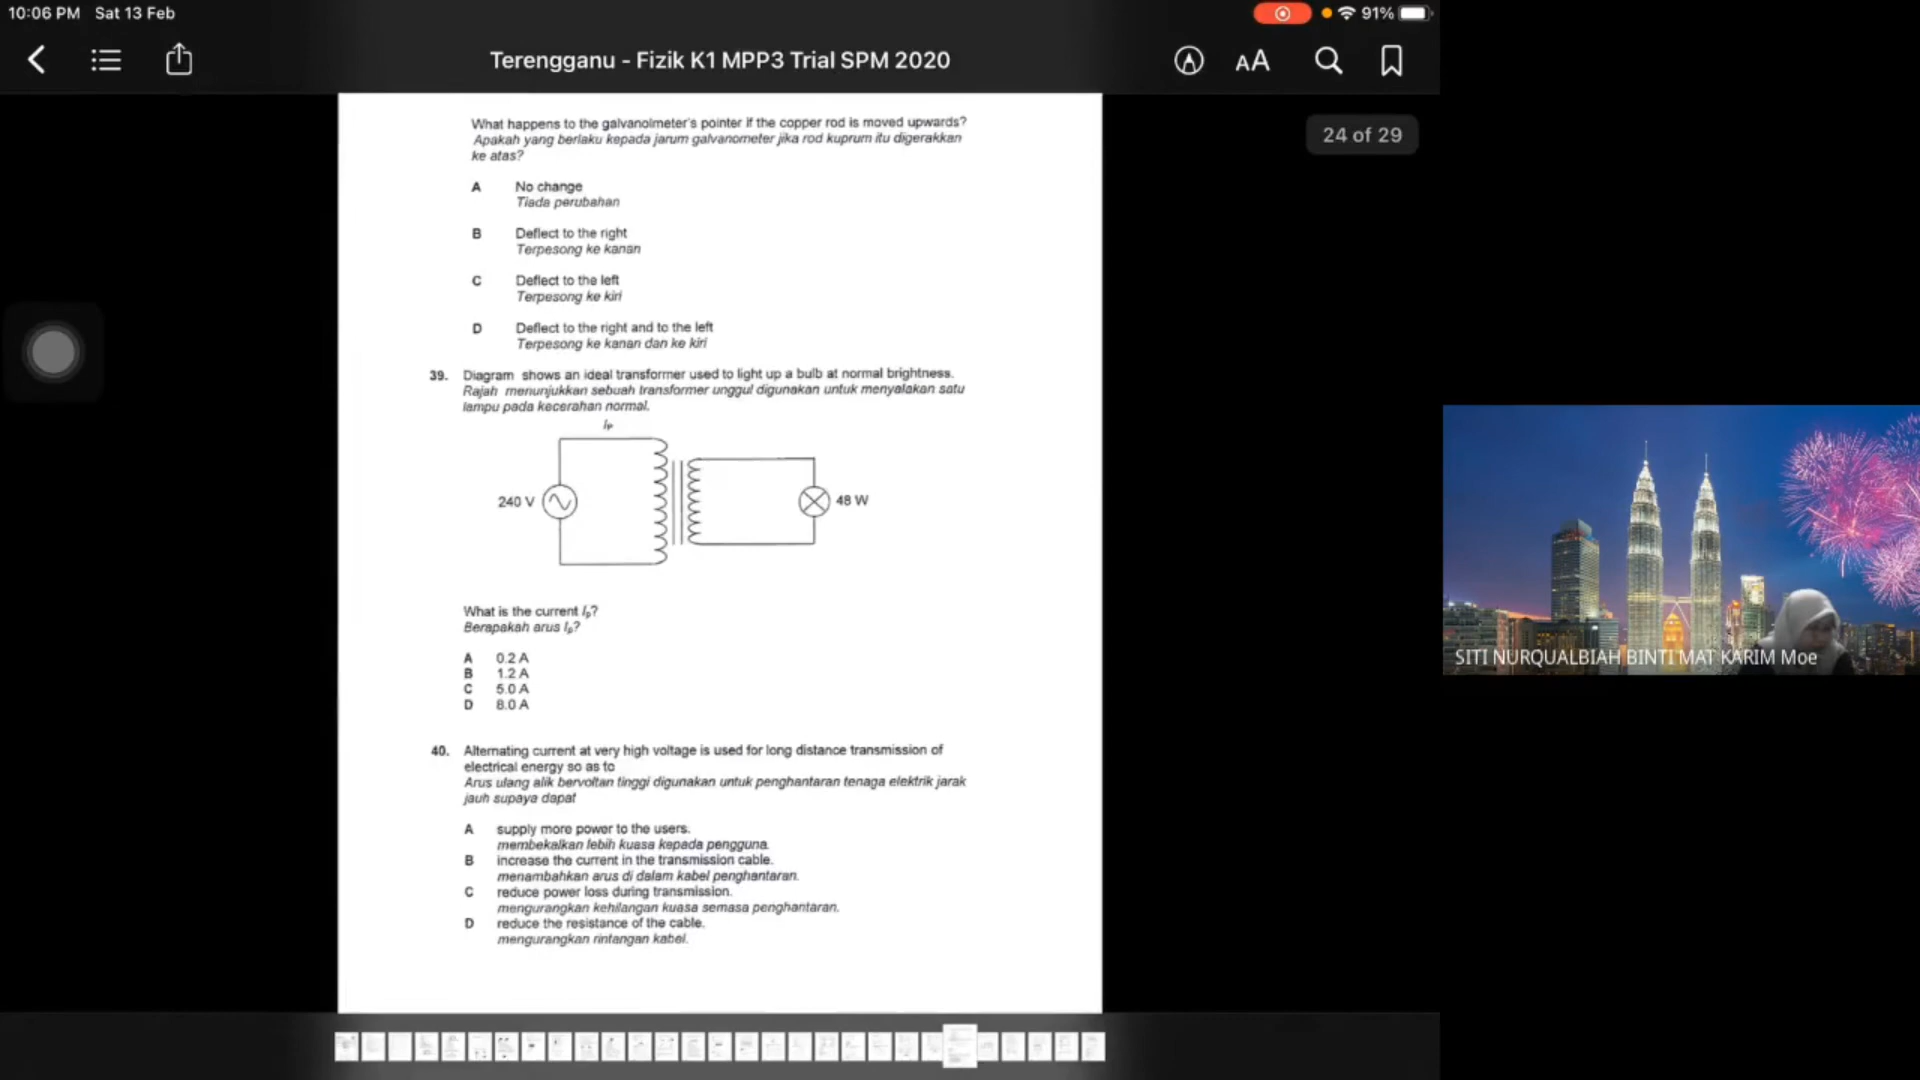 10:06 PM Sat 13 Feb
91%
Terengganu - Fizik K1 MPP3 Trial SPM 2020
AA
24 of 29
What happens to the galvanolmeter's pointer if the copper rod is moved upwards?
Apakah yang berlaku kepada jarum galvanometer jika rod kuprum itu digerakkan
ke atas?
A No change
Tiada perubahan
B Deflect to the right
Terpesong ke kanan
C Deflect to the left
Terpesong ke kiri
D Deflect to the right and to the left
Terpesong ke kanan dan ke kiri
39. Diagram shows an ideal transformer used to light up a bulb at normal brightness.
Rajah menunjukkan sebuah transformer unggul digunakan untuk menyalakan satu
lampu pada kecerahan normal.
Ip
240 V
48 W
What is the current Ip?
Berapakah arus Ip?
A 0.2 A
B 1.2 A
C 5.0 A
D 8.0 A
40. Alternating current at very high voltage is used for long distance transmission of
electrical energy so as to
Arus ulang alik bervoltan tinggi digunakan untuk penghantaran tenaga elektrik jarak
jauh supaya dapat
A supply more power to the users.
membekalkan lebih kuasa kepada pengguna.
B increase the current in the transmission cable.
menambahkan arus di dalam kabel penghantaran.
C reduce power loss during transmission.
mengurangkan kehilangan kuasa semasa penghantaran.
D reduce the resistance of the cable.
mengurangkan rintangan kabel.
SITI NURQUALBIAH BINTI MAT KARIM Moe